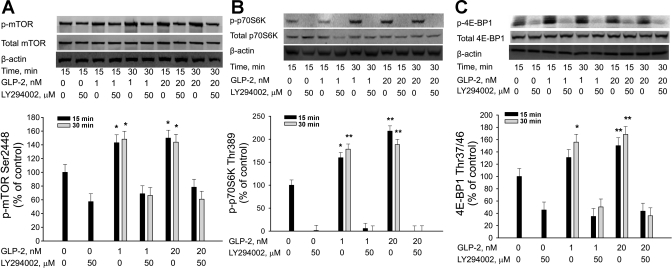 A
p-mTOR
Total mTOR
β-actin
Time, min 15 15 15 15 30 30 15 15 30 30
GLP-2, nM 0 0 1 1 1 1 20 20 20 20
LY294002, μM 0 50 0 50 0 50 0 50 0 50
15 min
30 min
p-mTOR Ser2448
(% of control)
180
160
140
120
100
80
60
40
20
0
* * * *
GLP-2, nM 0 0 1 1 20 20
LY294002, μM 0 50 0 50 0 50
B
p-p70S6K
Total p70S6K
β-actin
Time, min 15 15 15 15 30 30 15 15 30 30
GLP-2, nM 0 0 1 1 1 1 20 20 20 20
LY294002, μM 0 50 0 50 0 50 0 50 0 50
15 min
30 min
p-p70S6K Thr389
(% of control)
250
200
150
100
50
0
* ** ** **
GLP-2, nM 0 0 1 1 20 20
LY294002, μM 0 50 0 50 0 50
C
p-4E-BP1
Total 4E-BP1
β-actin
Time, min 15 15 15 15 30 30 15 15 30 30
GLP-2, nM 0 0 1 1 1 1 20 20 20 20
LY294002, μM 0 50 0 50 0 50 0 50 0 50
15 min
30 min
4E-BP1 Thr37/46
(% of control)
200
180
160
140
120
100
80
60
40
20
0
* ** **
GLP-2, nM 0 0 1 1 20 20
LY294002, μM 0 50 0 50 0 50